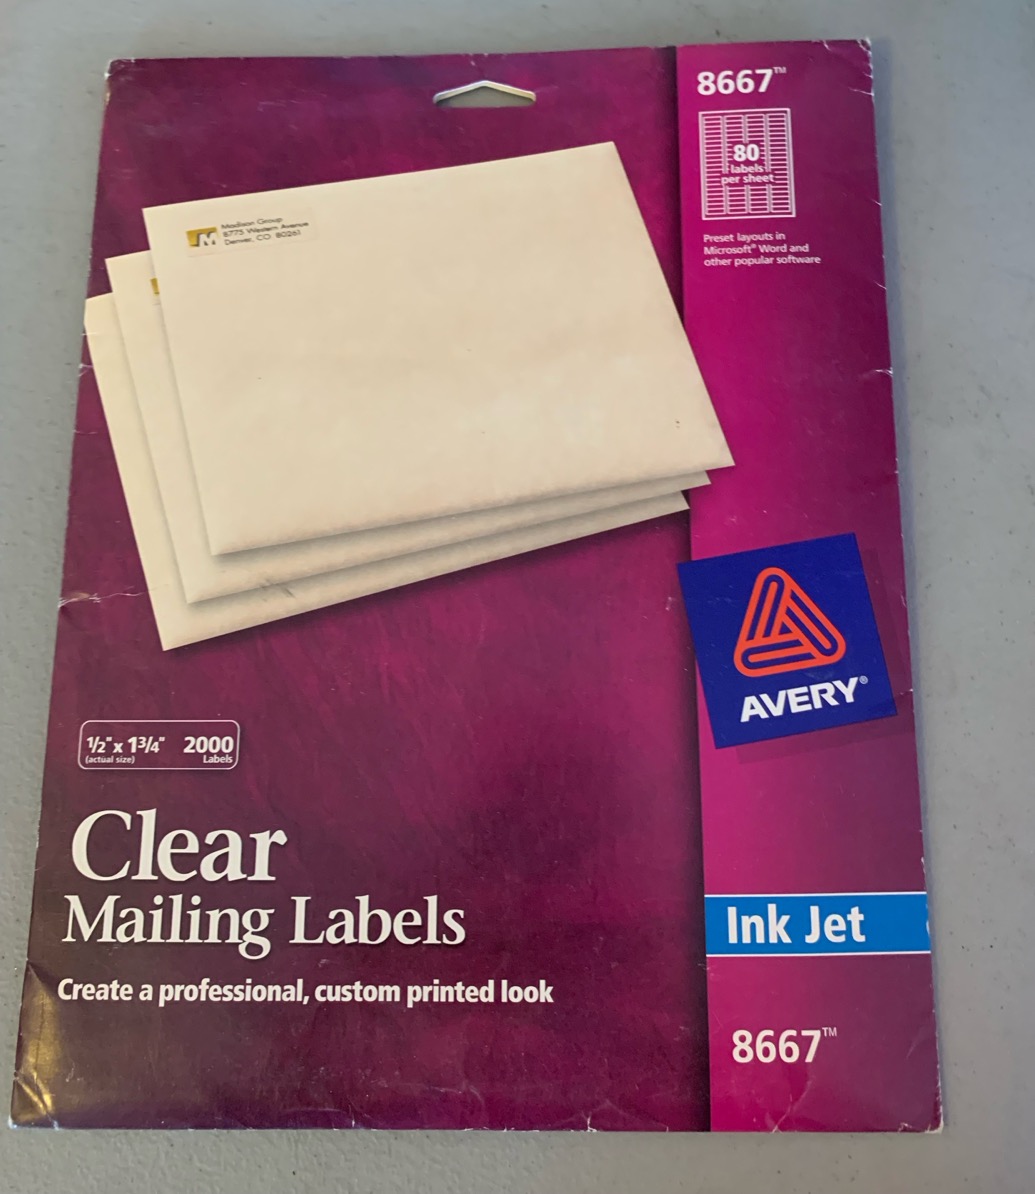 8667™
80
labels
per sheet
Preset layouts in
Microsoft® Word and
other popular software
Madison Group
8775 Western Avenue
Denver, CO 80261
AVERY®
1/2" x 1 3/4" 2000
(actual size) Labels
Clear
Mailing Labels
Create a professional, custom printed look
Ink Jet
8667™